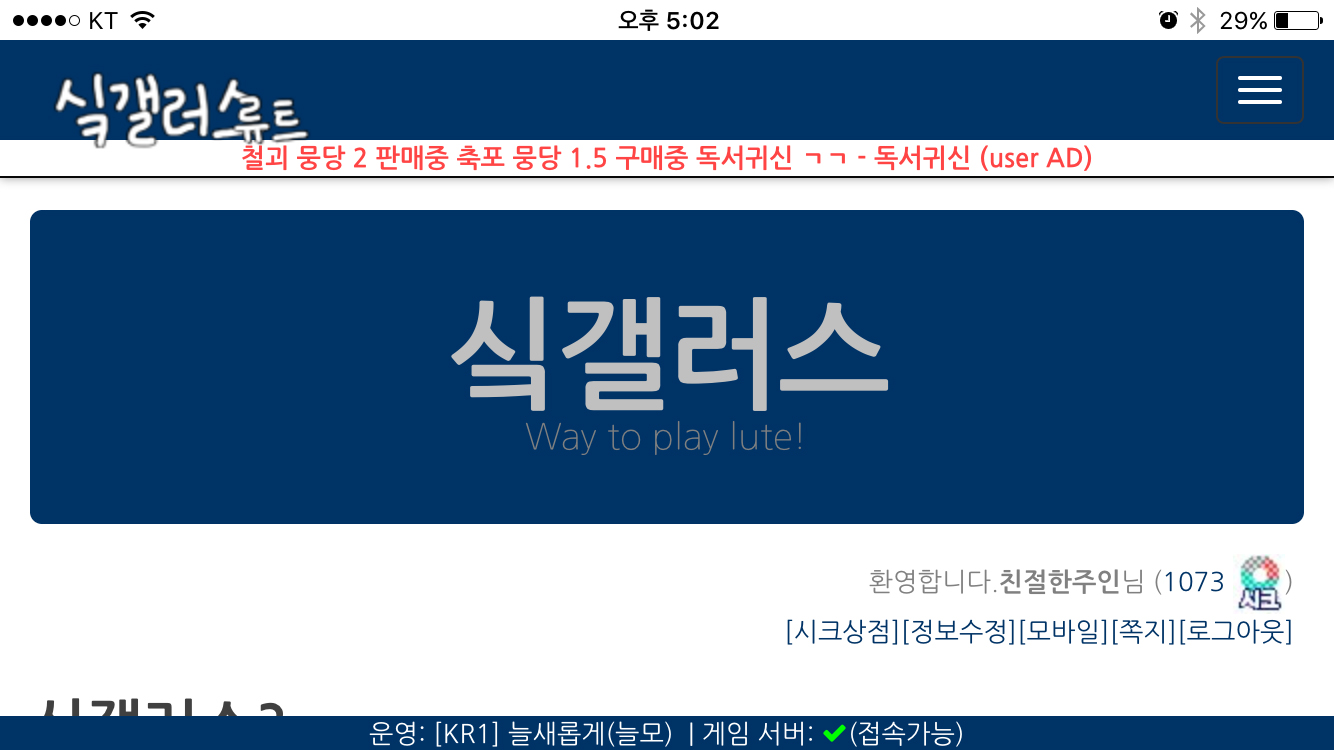 KT 오후 5:02 29%
식갤러스류트
철괴 뭉당 2 판매중 축포 뭉당 1.5 구매중 독서귀신 ㄱㄱ - 독서귀신 (user AD)
식갤러스
Way to play lute!
환영합니다.친절한주인님 (1073 시크)
[시크상점][정보수정][모바일][쪽지][로그아웃]
식갤러스?
운영: [KR1] 늘새롭게(늘모) | 게임 서버: ✔(접속가능)